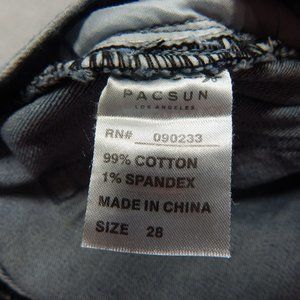 PACSUN
LOS ANGELES
RN# 090233
99% COTTON
1% SPANDEX
MADE IN CHINA
SIZE 28